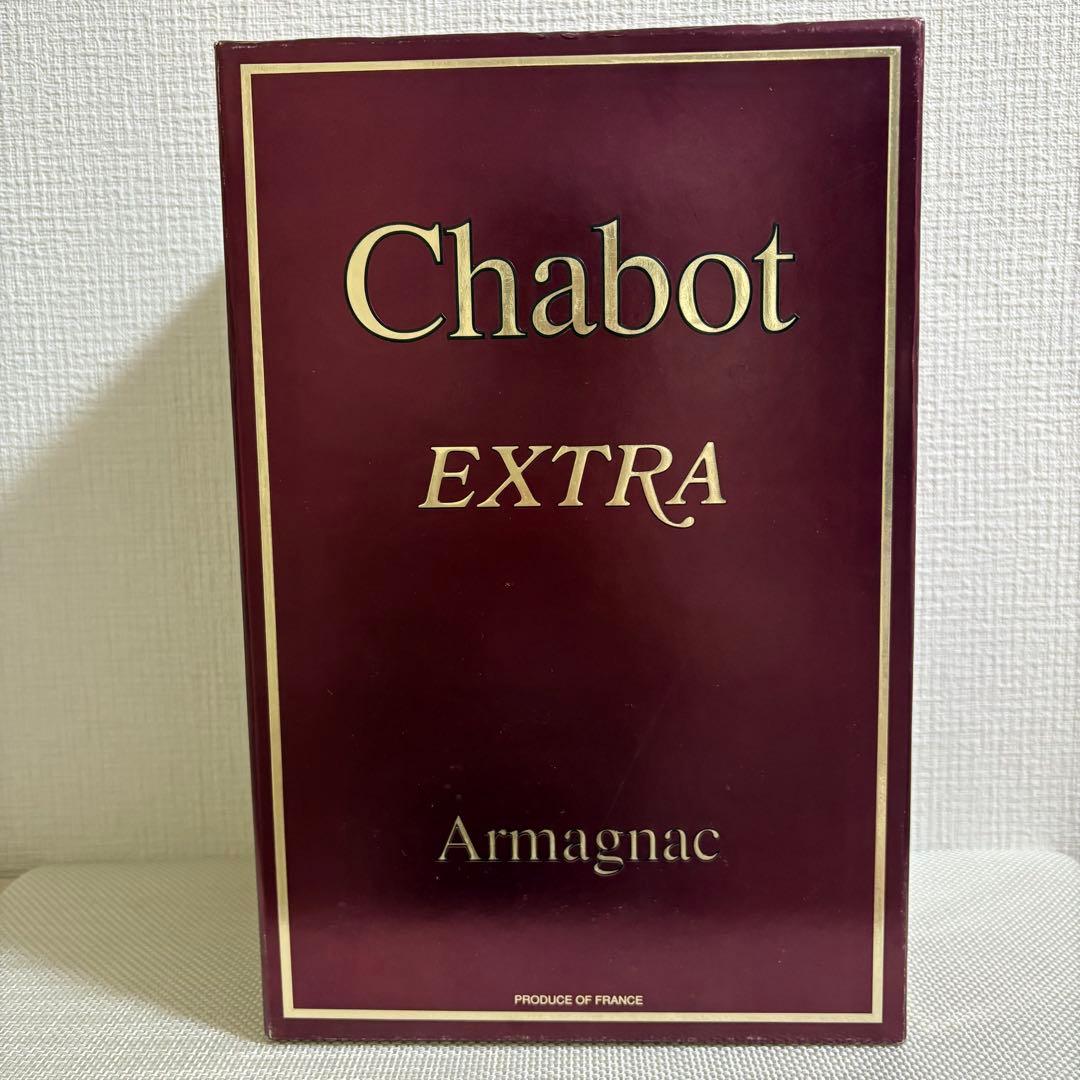 Chabot
EXTRA
Armagnac
PRODUCE OF FRANCE